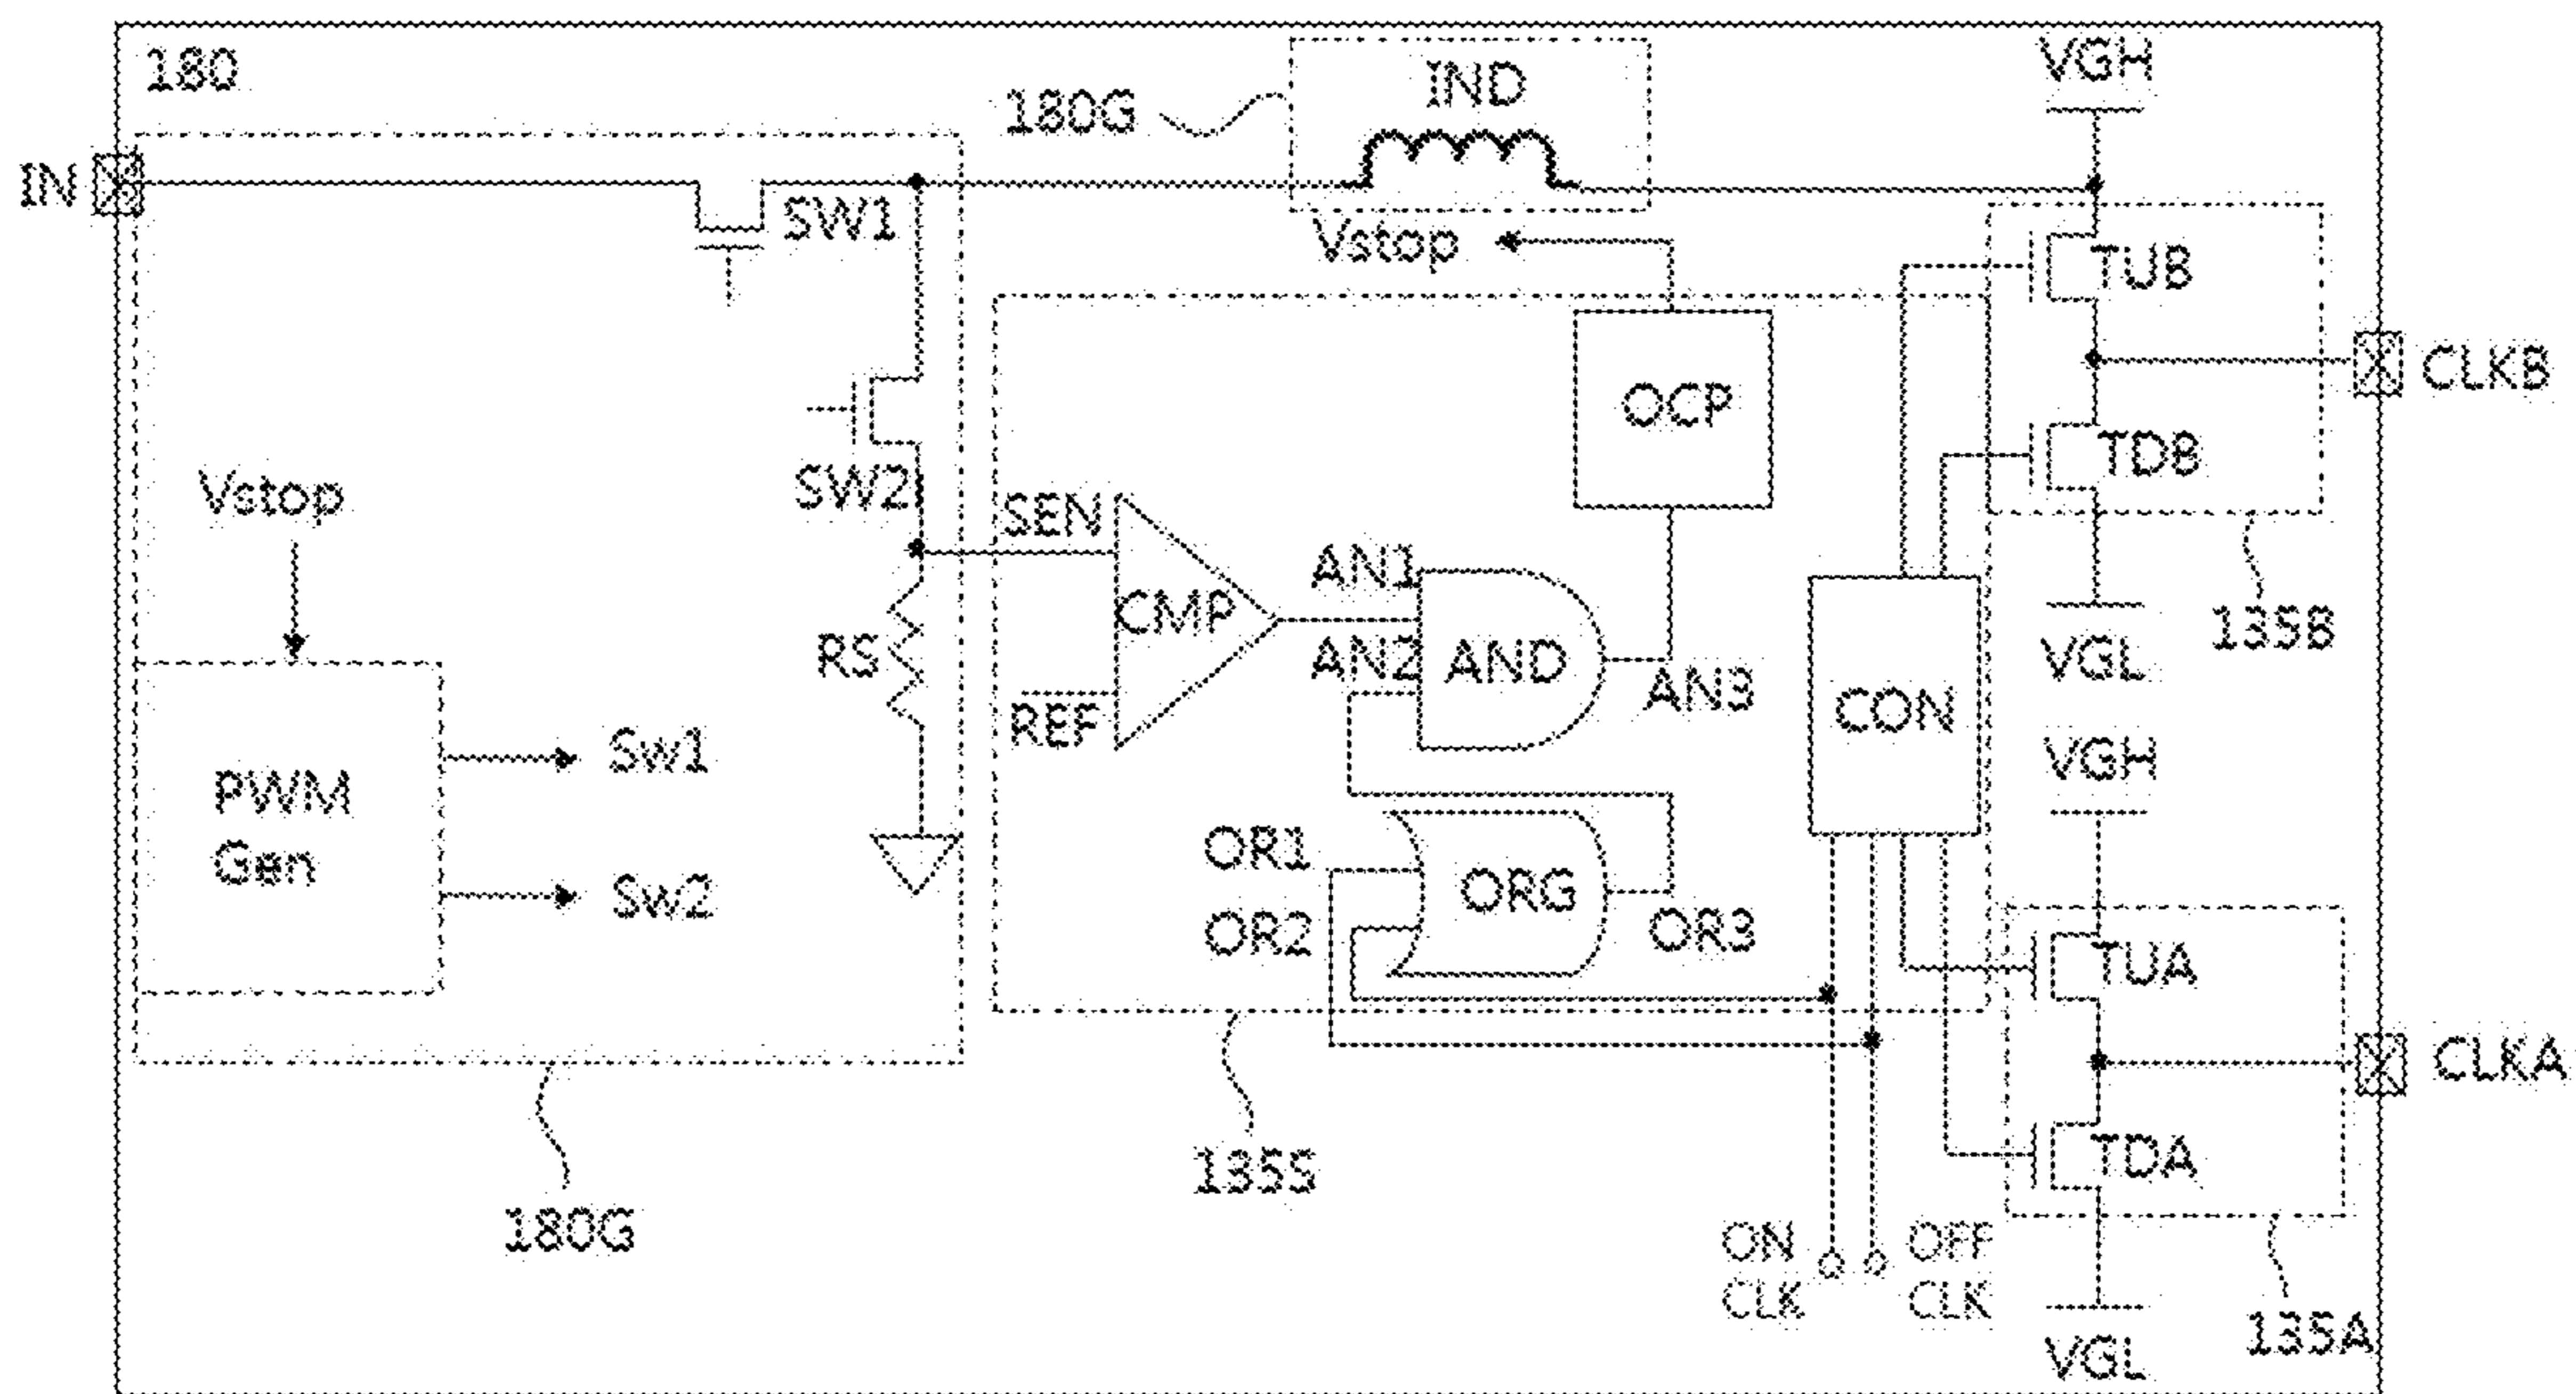 180
IND
VGH
180G
IN
SW1
Vstop
TUB
CLKB
OCP
TDB
SW2
Vstop
SEN
AN1
CMP
135B
AN2
AND
VGL
RS
AN3
REF
CON
Sw1
VGH
PWM
Gen
OR1
ORG
Sw2
OR2
OR3
TUA
CLKA
135S
TDA
180G
ON
CLK
OFF
CLK
135A
VGL